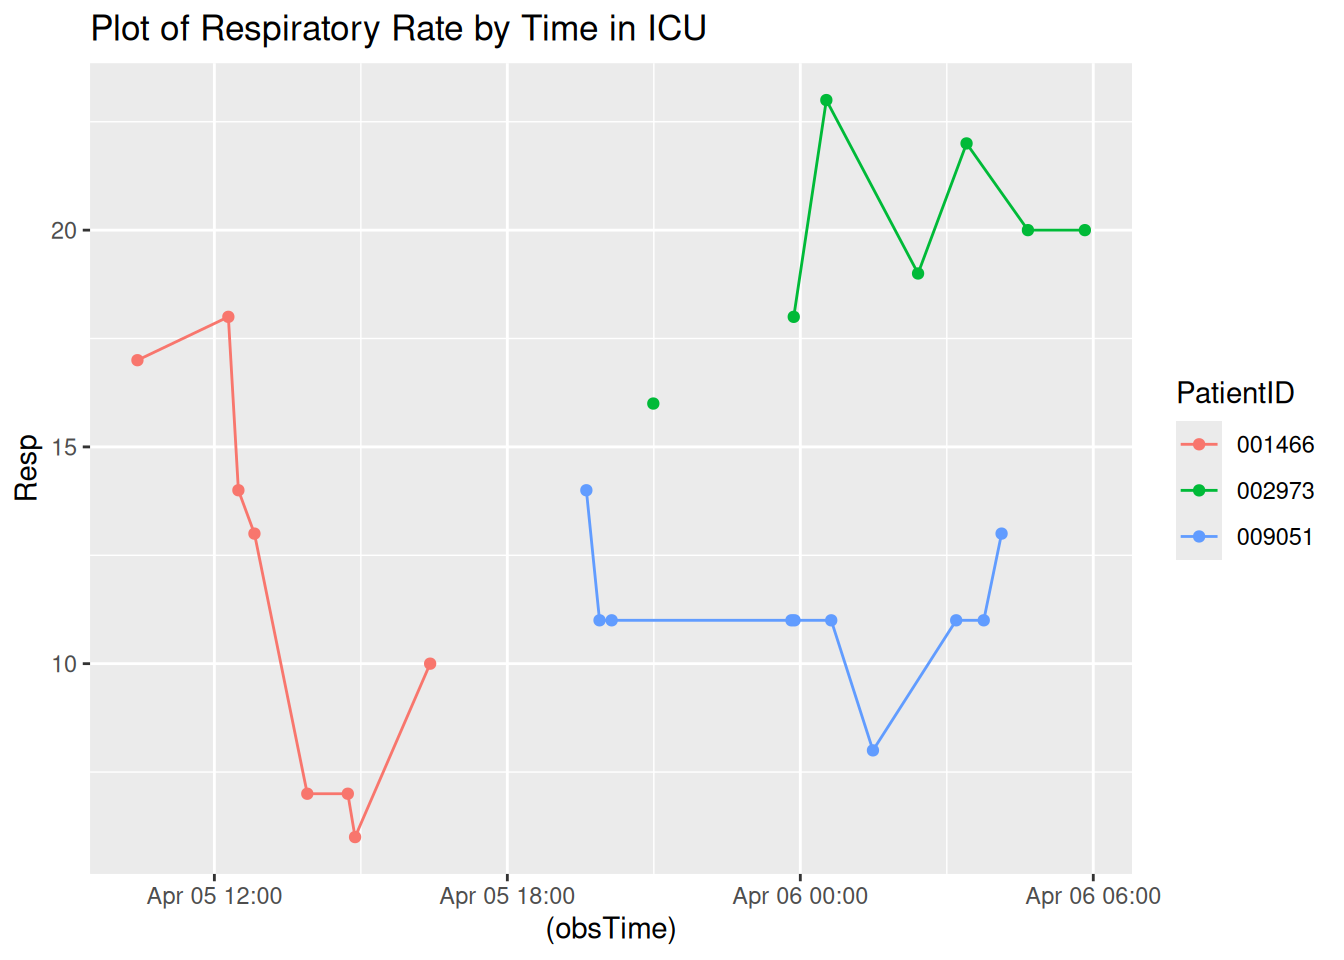 Plot of Respiratory Rate by Time in ICU
20
15
10
Resp
Apr 05 12:00
Apr 05 18:00
Apr 06 00:00
Apr 06 06:00
(obsTime)
PatientID
001466
002973
009051